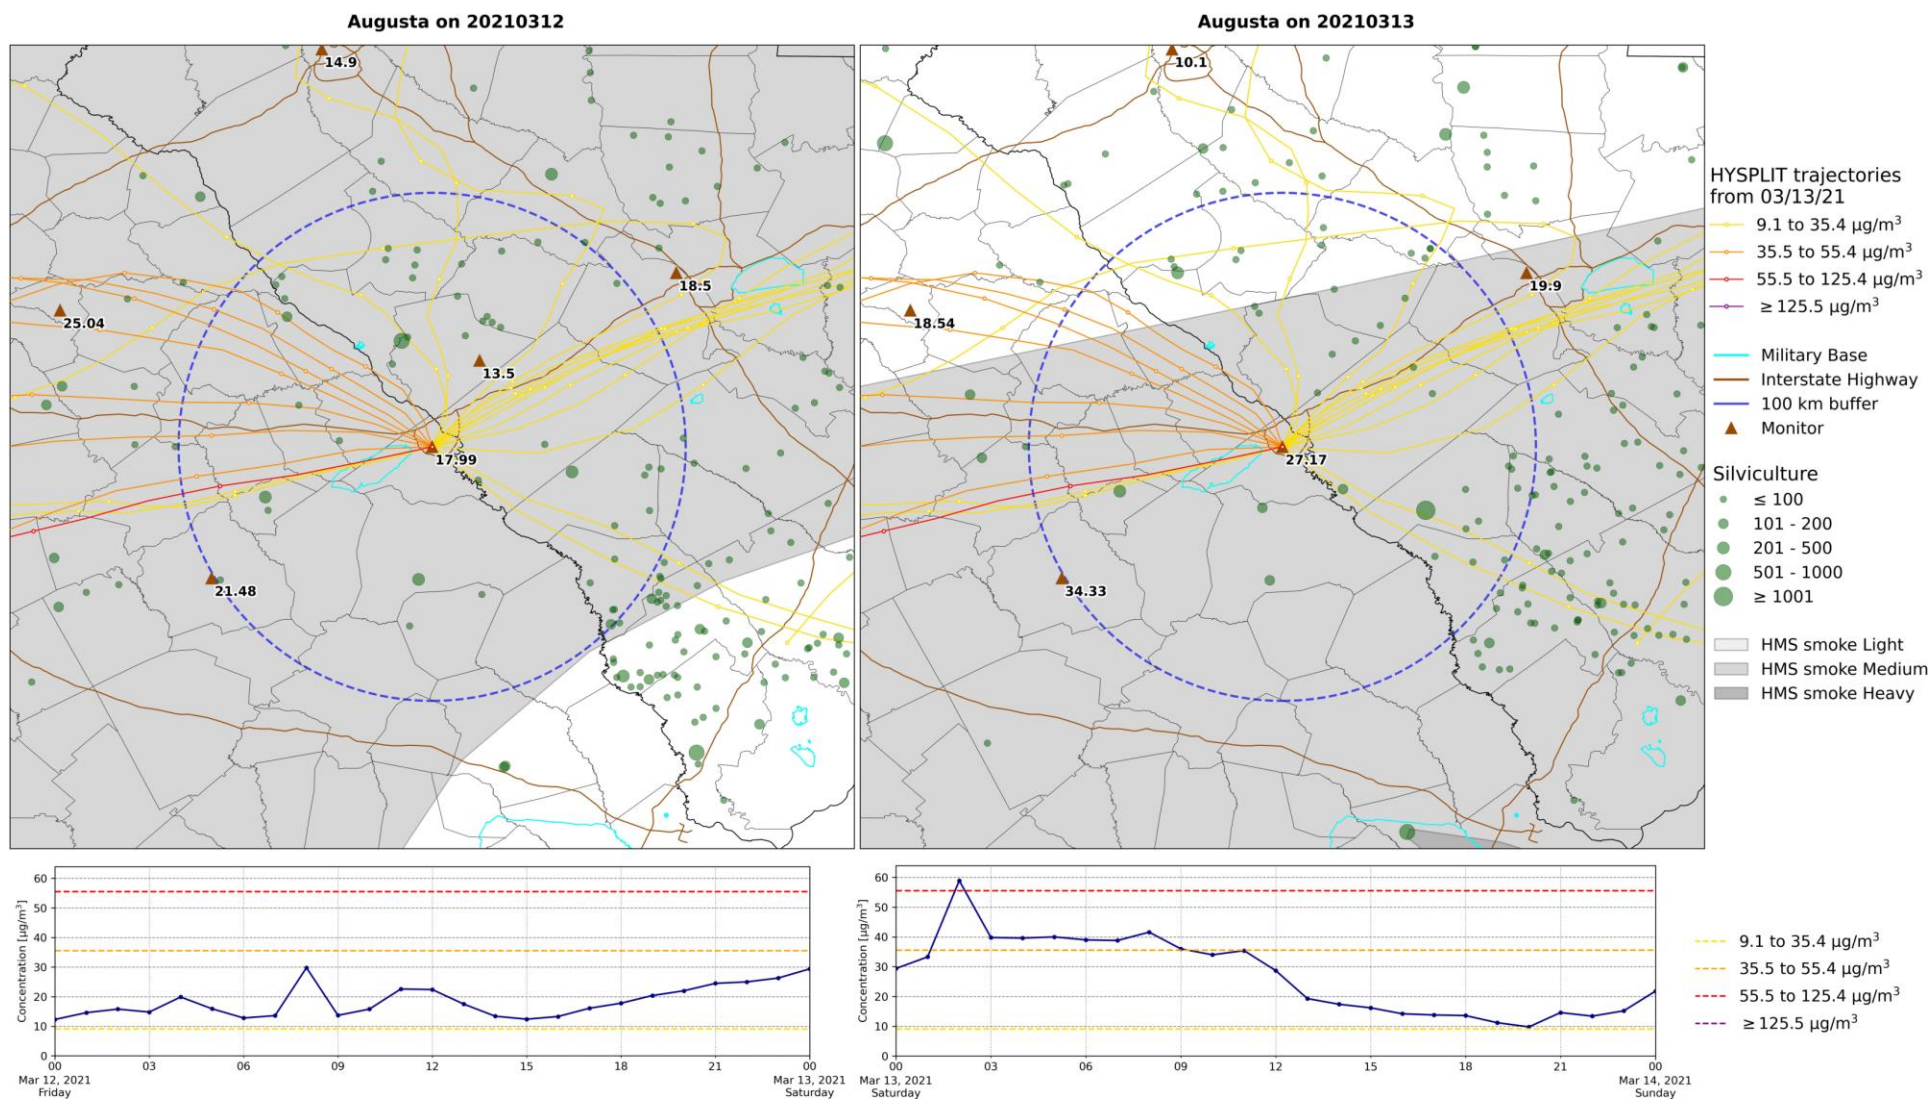 Augusta on 20210312
Augusta on 20210313
14.9
25.04
18.5
13.5
17.99
21.48
10.1
18.54
19.9
27.17
34.33
HYSPLIT trajectories
from 03/13/21
9.1 to 35.4 μg/m³
35.5 to 55.4 μg/m³
55.5 to 125.4 μg/m³
≥ 125.5 μg/m³
Military Base
Interstate Highway
100 km buffer
Monitor
Silviculture
≤ 100
101 - 200
201 - 500
501 - 1000
≥ 1001
HMS smoke Light
HMS smoke Medium
HMS smoke Heavy
Concentration [μg/m³]
60
50
40
30
20
10
0
00 03 06 09 12 15 18 21 00
Mar 12, 2021 Mar 13, 2021
Friday Saturday
Concentration [μg/m³]
60
50
40
30
20
10
0
00 03 06 09 12 15 18 21 00
Mar 13, 2021 Mar 14, 2021
Saturday Sunday
9.1 to 35.4 μg/m³
35.5 to 55.4 μg/m³
55.5 to 125.4 μg/m³
≥ 125.5 μg/m³